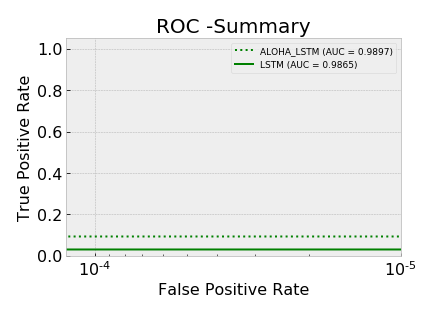 ROC -Summary
ALOHA_LSTM (AUC = 0.9897)
LSTM (AUC = 0.9865)
True Positive Rate
1.0
0.8
0.6
0.4
0.2
0.0
10-4
10-5
False Positive Rate